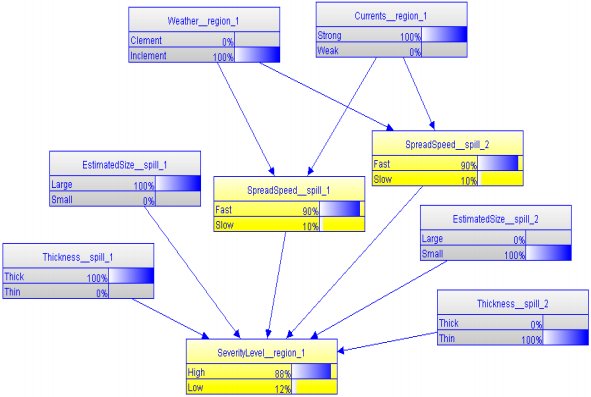 Weather__region_1
Clement 0%
Inclement 100%
Currents__region_1
Strong 100%
Weak 0%
SpreadSpeed__spill_2
Fast 90%
Slow 10%
EstimatedSize__spill_1
Large 100%
Small 0%
SpreadSpeed__spill_1
Fast 90%
Slow 10%
EstimatedSize__spill_2
Large 0%
Small 100%
Thickness__spill_1
Thick 100%
Thin 0%
Thickness__spill_2
Thick 0%
Thin 100%
SeverityLevel__region_1
High 88%
Low 12%